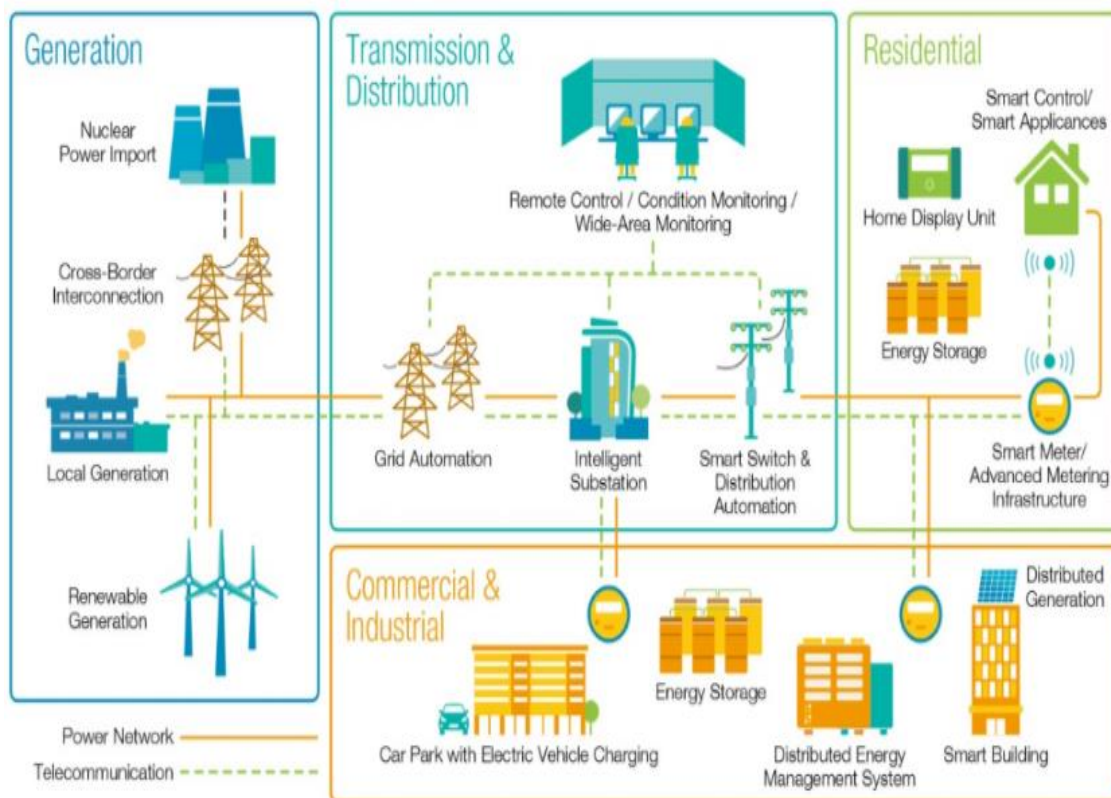 Generation
Nuclear
Power Import
Cross-Border
Interconnection
Local Generation
Renewable
Generation
Power Network
Telecommunication
Transmission &
Distribution
Remote Control / Condition Monitoring /
Wide-Area Monitoring
Grid Automation
Intelligent
Substation
Smart Switch &
Distribution
Automation
Residential
Smart Control/
Smart Applicances
Home Display Unit
Energy Storage
Smart Meter/
Advanced Metering
Infrastructure
Commercial &
Industrial
Car Park with Electric Vehicle Charging
Energy Storage
Distributed Energy
Management System
Distributed
Generation
Smart Building